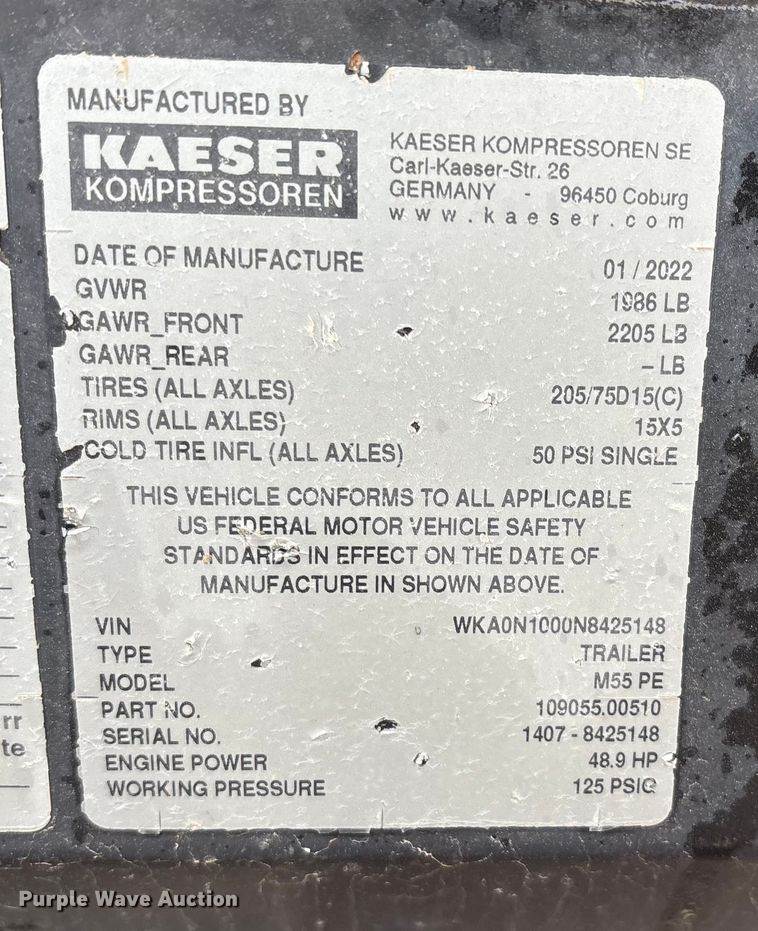 MANUFACTURED BY
KAESER
KOMPRESSOREN
KAESER KOMPRESSOREN SE
Carl-Kaeser-Str. 26
GERMANY - 96450 Coburg
www.kaeser.com
DATE OF MANUFACTURE 01/2022
GVWR 1986 LB
GAWR_FRONT 2205 LB
GAWR_REAR – LB
TIRES (ALL AXLES) 205/75D15(C)
RIMS (ALL AXLES) 15X5
COLD TIRE INFL (ALL AXLES) 50 PSI SINGLE
THIS VEHICLE CONFORMS TO ALL APPLICABLE
US FEDERAL MOTOR VEHICLE SAFETY
STANDARDS IN EFFECT ON THE DATE OF
MANUFACTURE IN SHOWN ABOVE.
VIN WKA0N1000N8425148
TYPE TRAILER
MODEL M55 PE
PART NO. 109055.00510
SERIAL NO. 1407 - 8425148
ENGINE POWER 48.9 HP
WORKING PRESSURE 125 PSIG
rr
te
Purple Wave Auction